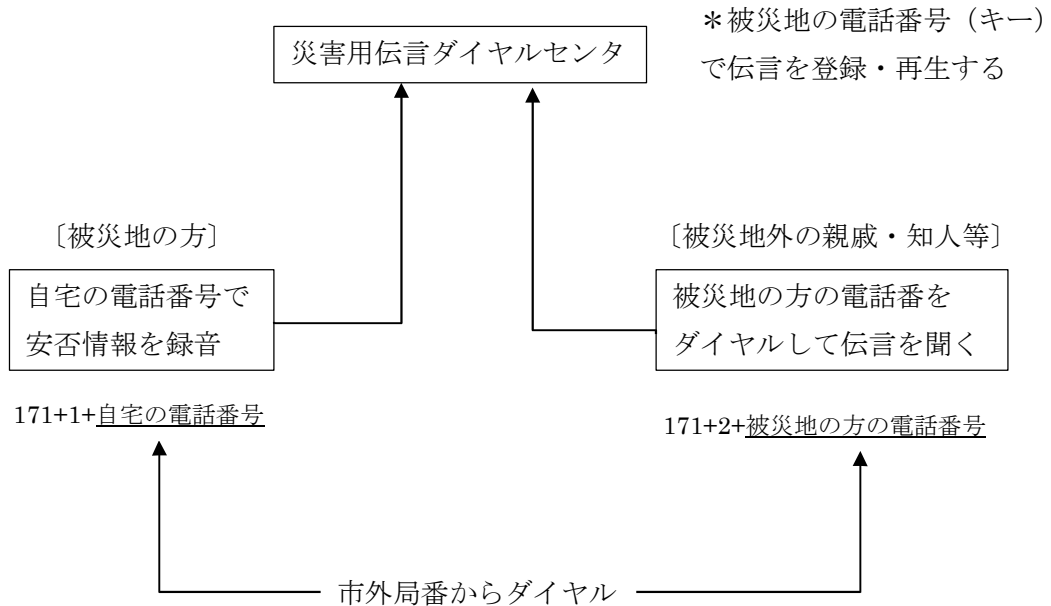 災害用伝言ダイヤルセンタ
＊被災地の電話番号（キー）
で伝言を登録・再生する
〔被災地の方〕
自宅の電話番号で
安否情報を録音
171+1+自宅の電話番号
〔被災地外の親戚・知人等〕
被災地の方の電話番を
ダイヤルして伝言を聞く
171+2+被災地の方の電話番号
市外局番からダイヤル